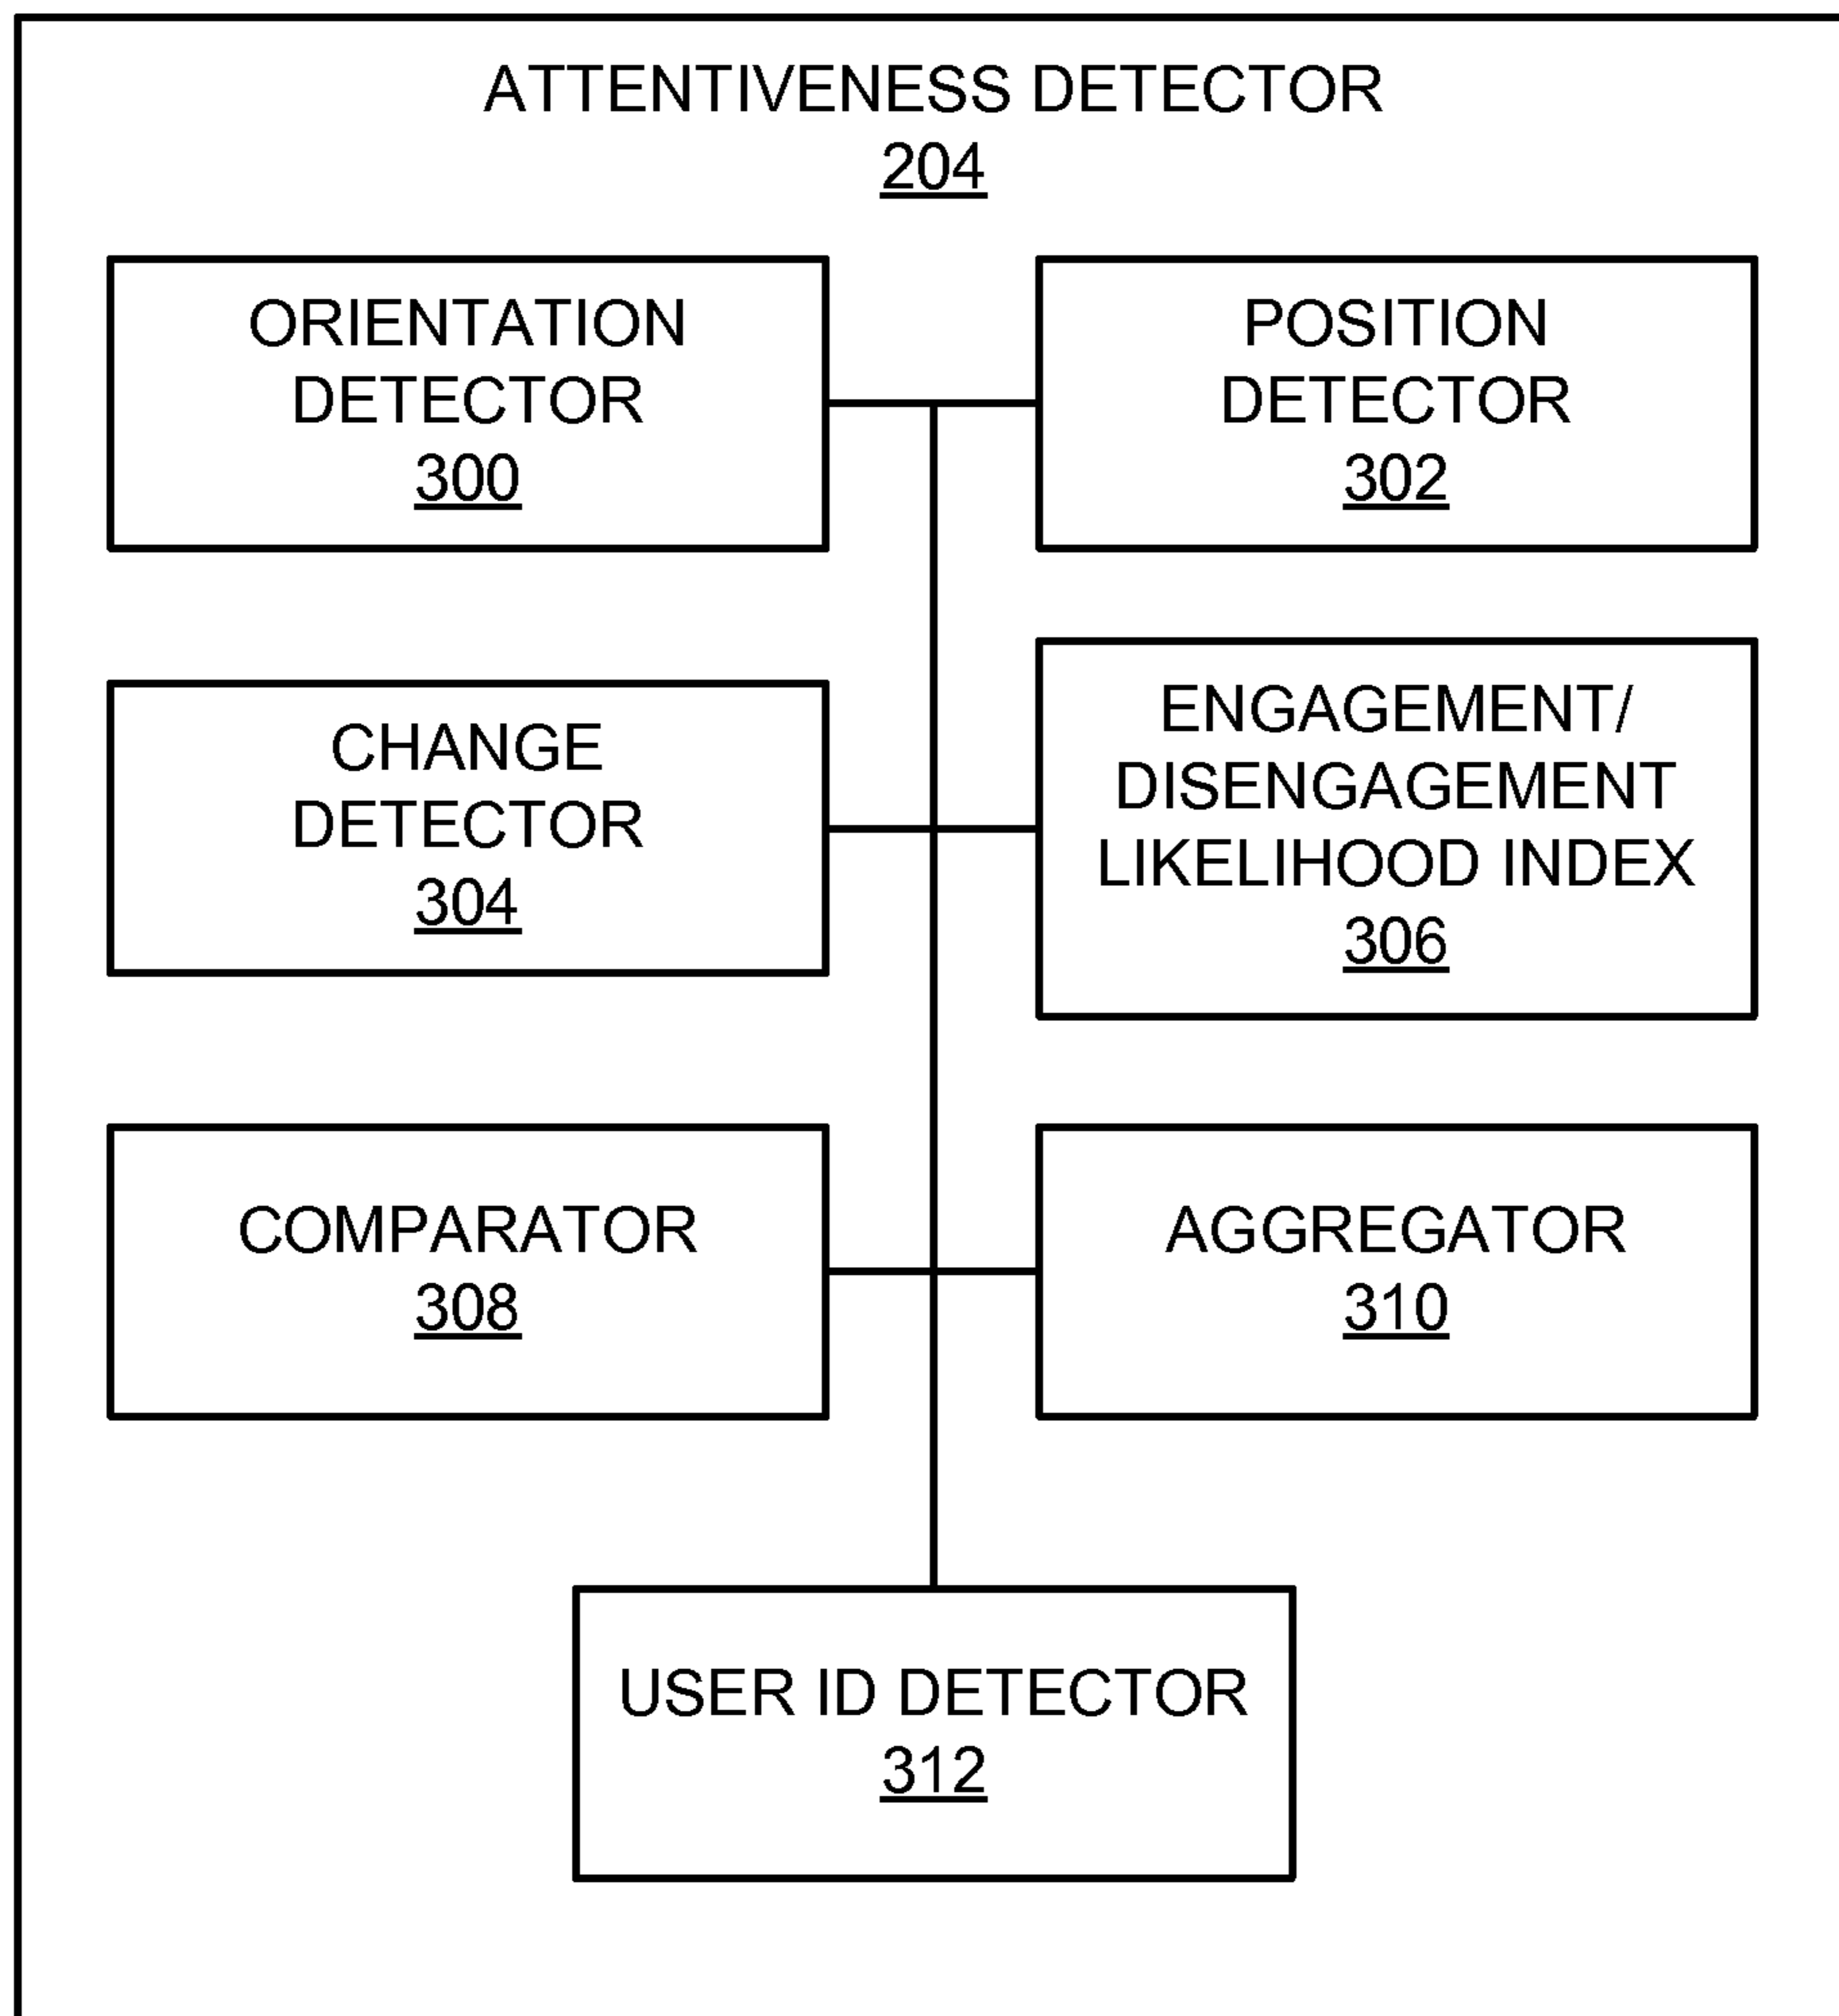 ATTENTIVENESS DETECTOR
204
ORIENTATION
DETECTOR
300
POSITION
DETECTOR
302
CHANGE
DETECTOR
304
ENGAGEMENT/
DISENGAGEMENT
LIKELIHOOD INDEX
306
COMPARATOR
308
AGGREGATOR
310
USER ID DETECTOR
312